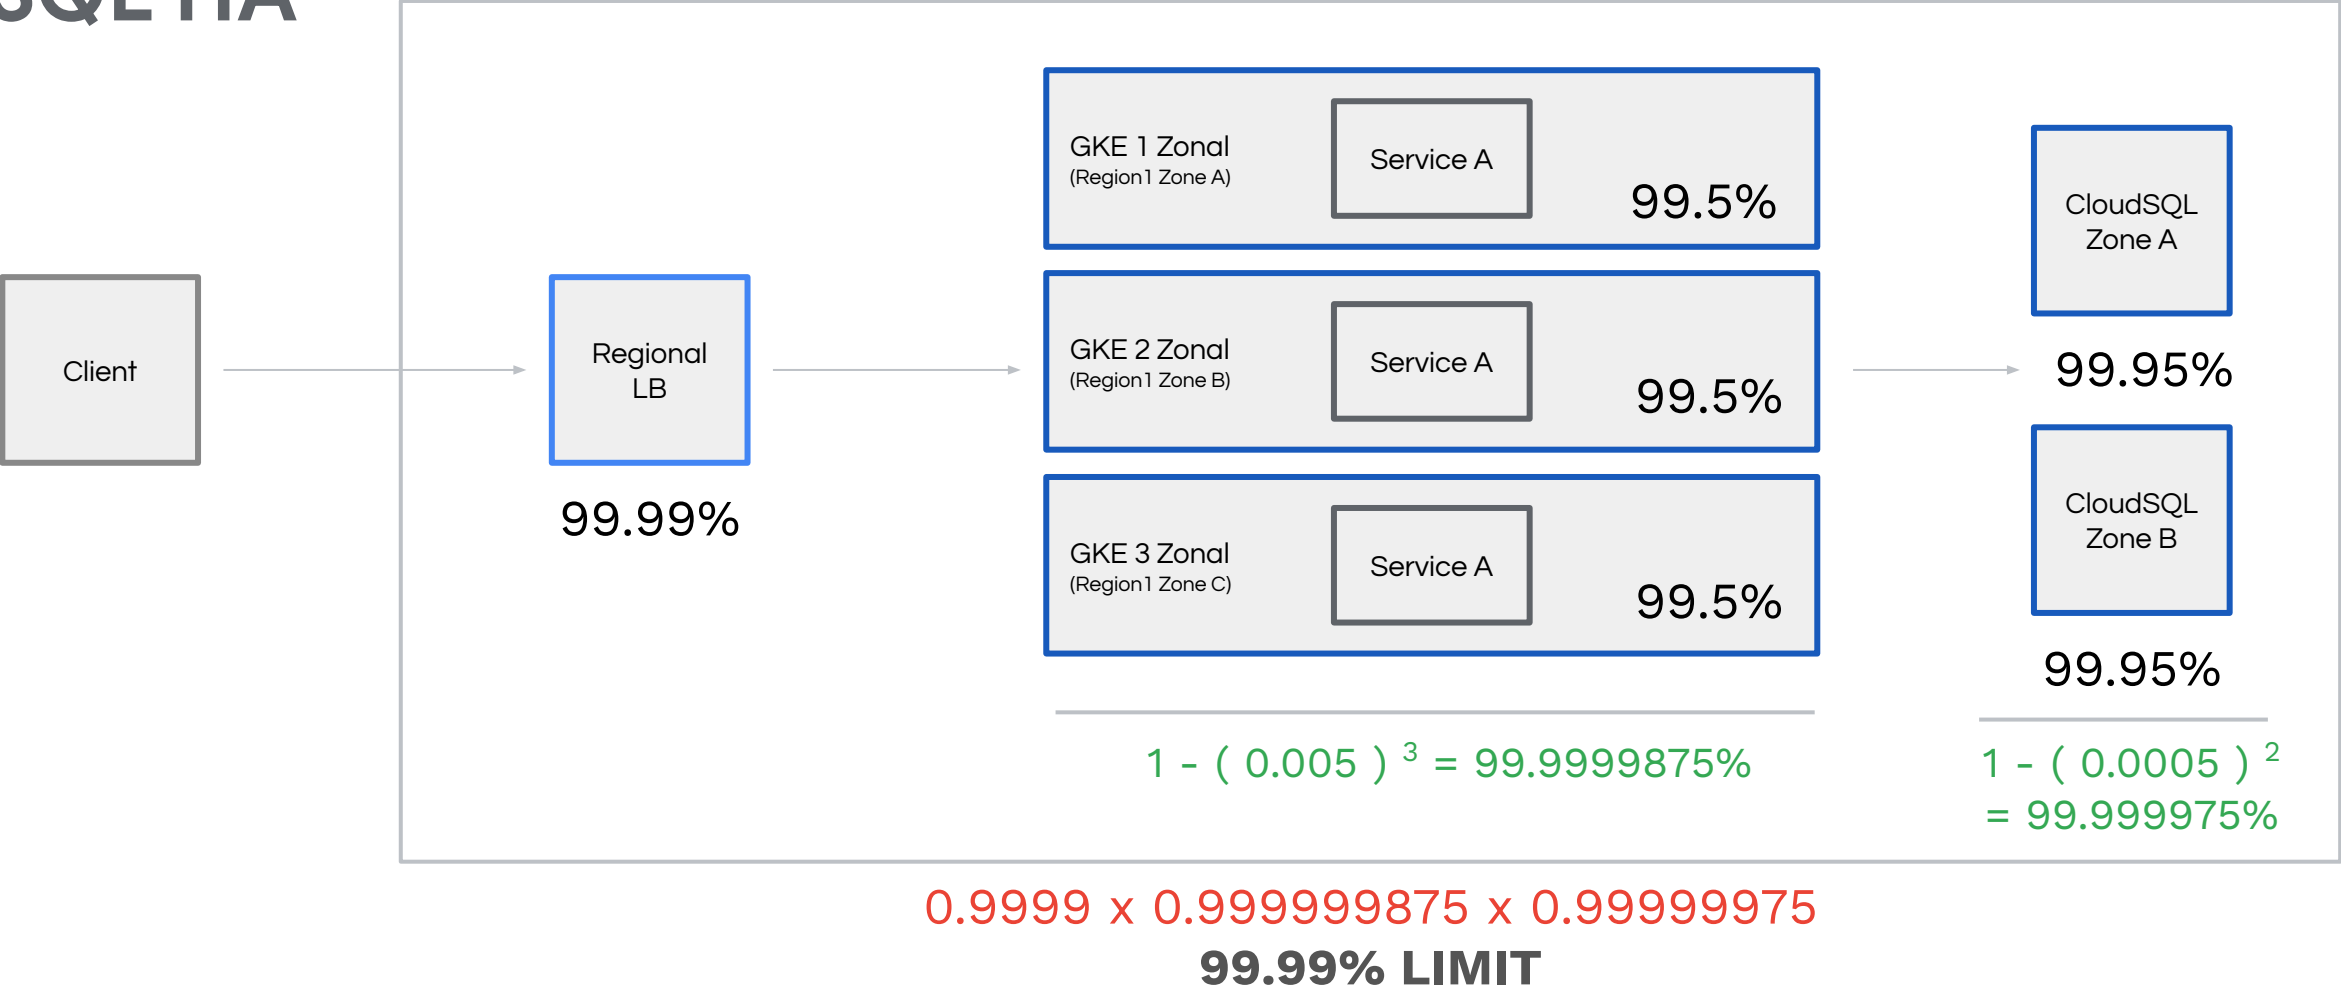 SQL HA
Client
Regional
LB
99.99%
GKE 1 Zonal
(Region1 Zone A)
Service A
99.5%
GKE 2 Zonal
(Region1 Zone B)
Service A
99.5%
GKE 3 Zonal
(Region1 Zone C)
Service A
99.5%
1 - ( 0.005 ) ³ = 99.9999875%
CloudSQL
Zone A
99.95%
CloudSQL
Zone B
99.95%
1 - ( 0.0005 ) ²
= 99.999975%
0.9999 x 0.999999875 x 0.99999975
99.99% LIMIT